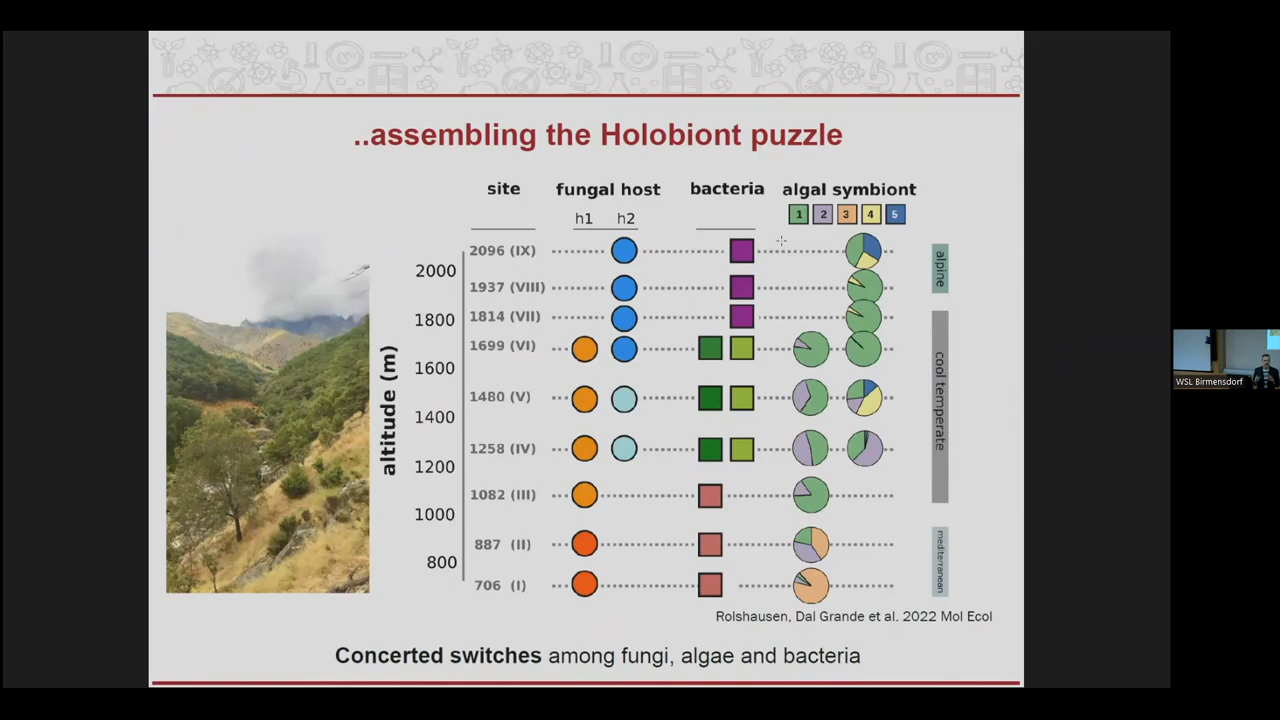 ..assembling the Holobiont puzzle
site fungal host bacteria algal symbiont
h1 h2
1 2 3 4 5
altitude (m)
2000
1800
1600
1400
1200
1000
800
2096 (IX)
1937 (VIII)
1814 (VII)
1699 (VI)
1480 (V)
1258 (IV)
1082 (III)
887 (II)
706 (I)
alpine
cool temperate
mediterranean
Rolshausen, Dal Grande et al. 2022 Mol Ecol
Concerted switches among fungi, algae and bacteria
WSL Birmensdorf